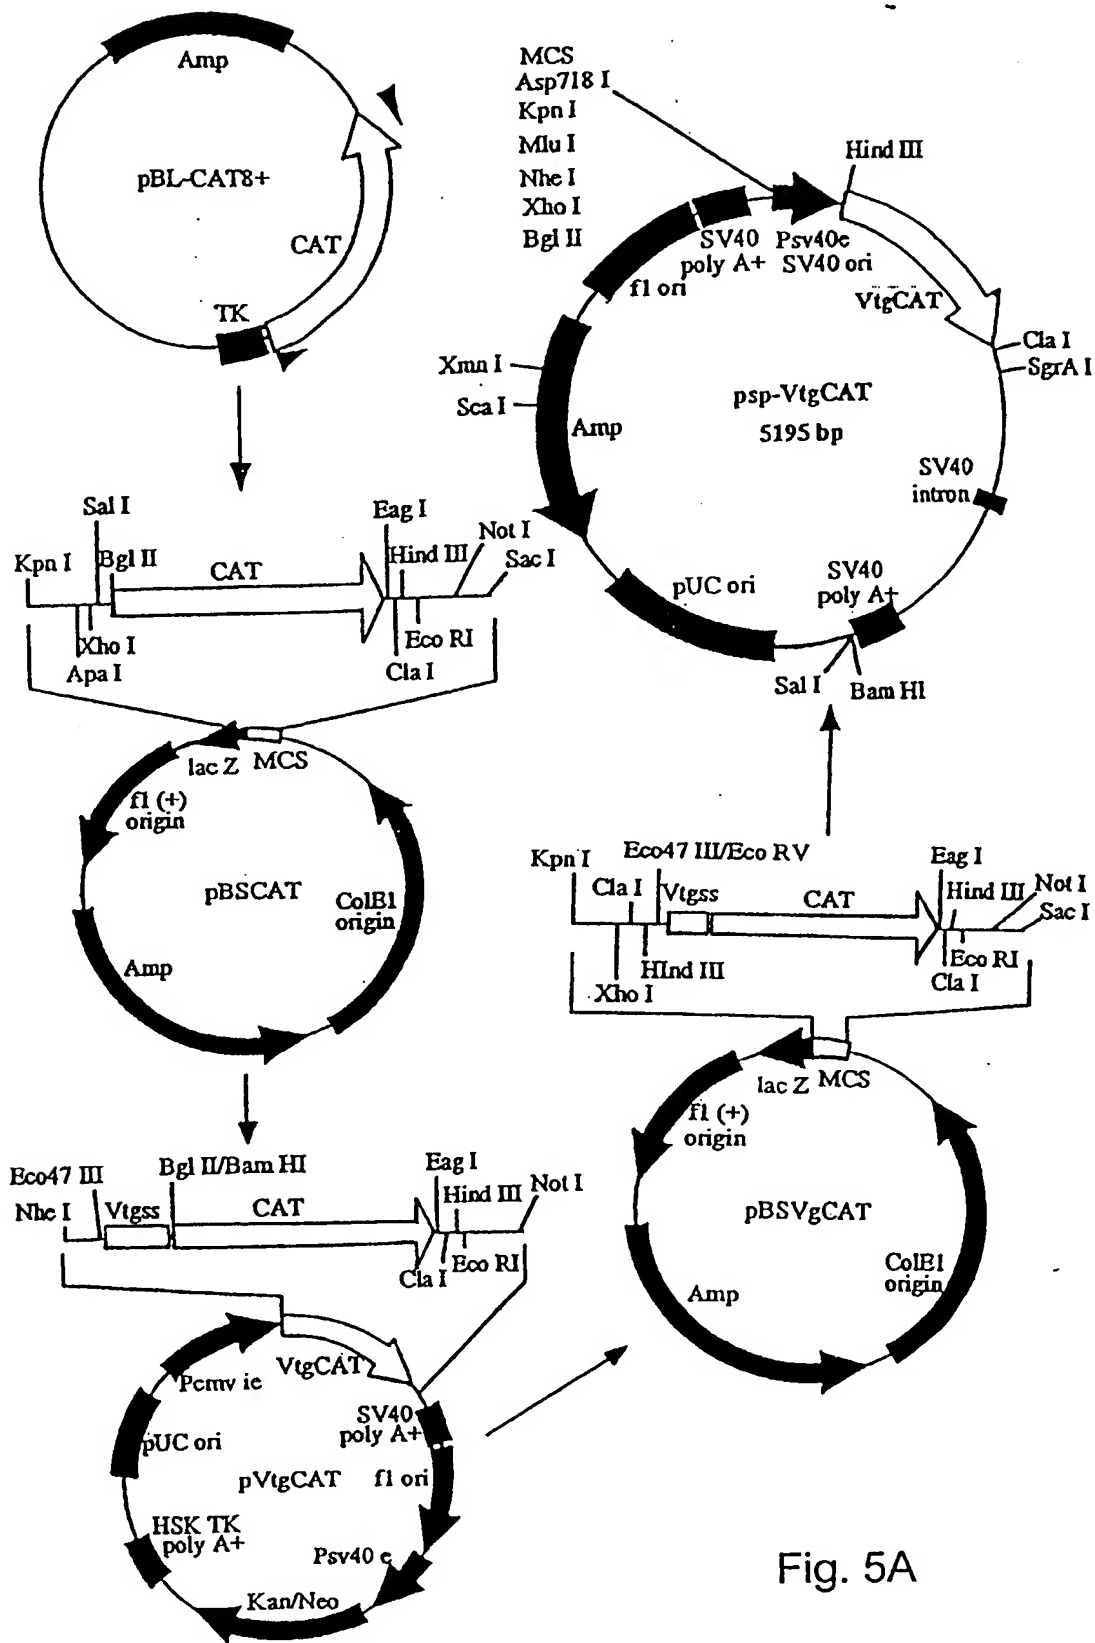 Amp
pBL-CAT8+
CAT
TK
MCS
Asp718 I
Kpn I
Mlu I
Nhe I
Xho I
Bgl II
Hind III
SV40
poly A+
Psv40e
SV40 ori
f1 ori
VtgCAT
Cla I
SgrA I
Xmn I
Sca I
Amp
psp-VtgCAT
5195 bp
SV40
intron
SV40
poly A+
pUC ori
Sal I
Bam HI
Sal I
Kpn I
Bgl II
CAT
Eag I
Hind III
Not I
Sac I
Xho I
Apa I
Eco RI
Cla I
lac Z
MCS
f1 (+)
origin
pBSCAT
ColE1
origin
Amp
Kpn I
Eco47 III/Eco RV
Cla I
Vtgss
CAT
Eag I
Hind III
Not I
Sac I
HInd III
Xho I
Eco RI
Cla I
lac Z
MCS
f1 (+)
origin
pBSVgCAT
ColE1
origin
Amp
Eco47 III
Bgl II/Bam HI
Nhe I
Vtgss
CAT
Eag I
Hind III
Not I
Cla I
Eco RI
Pcmv ie
VtgCAT
SV40
poly A+
pUC ori
pVtgCAT
f1 ori
HSK TK
poly A+
Psv40 e
Kan/Neo
Fig. 5A